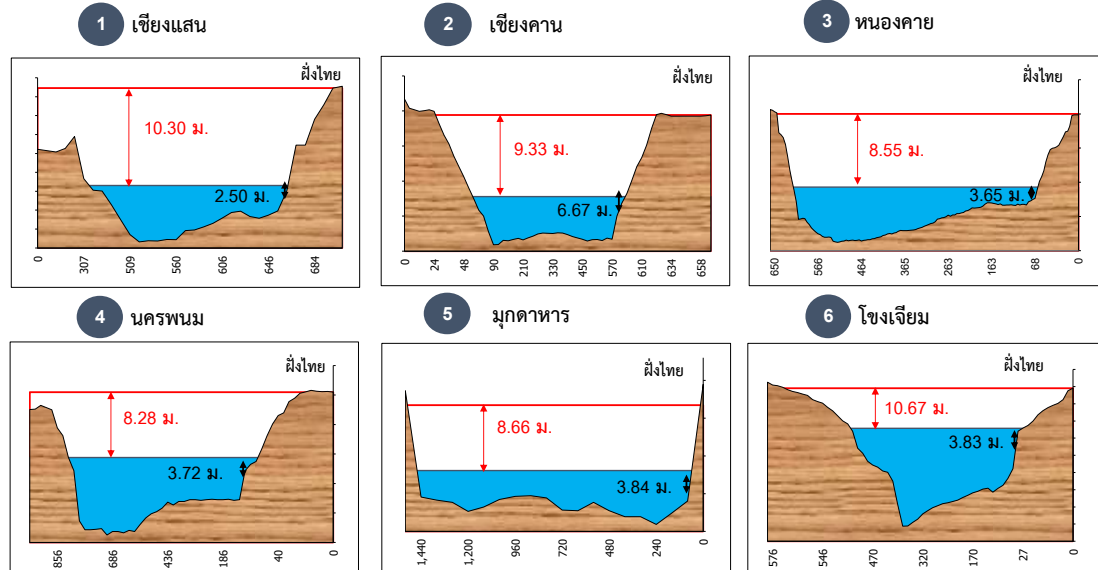 1 เชียงแสน
ฝั่งไทย
10.30 ม.
2.50 ม.
0 307 509 560 606 646 684
2 เชียงคาน
ฝั่งไทย
9.33 ม.
6.67 ม.
0 24 48 90 210 330 450 570 610 634 658
3 หนองคาย
ฝั่งไทย
8.55 ม.
3.65 ม.
650 566 464 365 263 163 68 0
4 นครพนม
ฝั่งไทย
8.28 ม.
3.72 ม.
856 686 436 186 40 0
5 มุกดาหาร
ฝั่งไทย
8.66 ม.
3.84 ม.
1,440 1,200 960 720 480 240 0
6 โขงเจียม
ฝั่งไทย
10.67 ม.
3.83 ม.
576 546 470 320 170 27 0